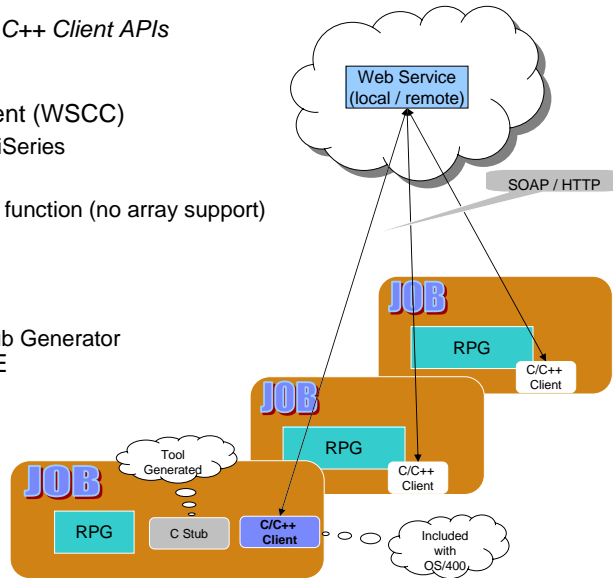 C++ Client APIs
ent (WSCC)
iSeries
function (no array support)
b Generator
E
Web Service
(local / remote)
SOAP / HTTP
JOB
RPG
C/C++
Client
JOB
RPG
C/C++
Client
Tool
Generated
JOB
RPG
C Stub
C/C++
Client
Included
with
OS/400